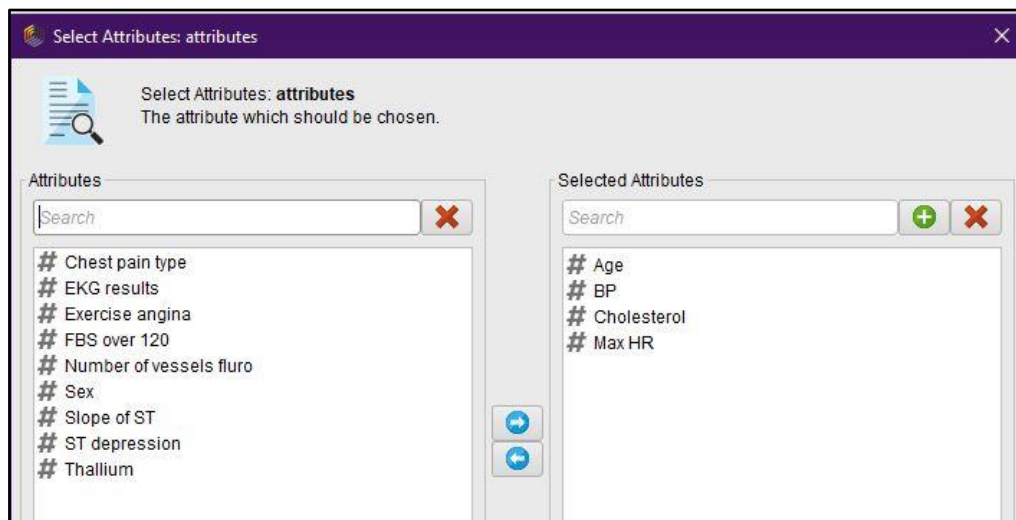 Select Attributes: attributes
Select Attributes: attributes
The attribute which should be chosen.
Attributes
Search
# Chest pain type
# EKG results
# Exercise angina
# FBS over 120
# Number of vessels fluro
# Sex
# Slope of ST
# ST depression
# Thallium
Selected Attributes
Search
# Age
# BP
# Cholesterol
# Max HR